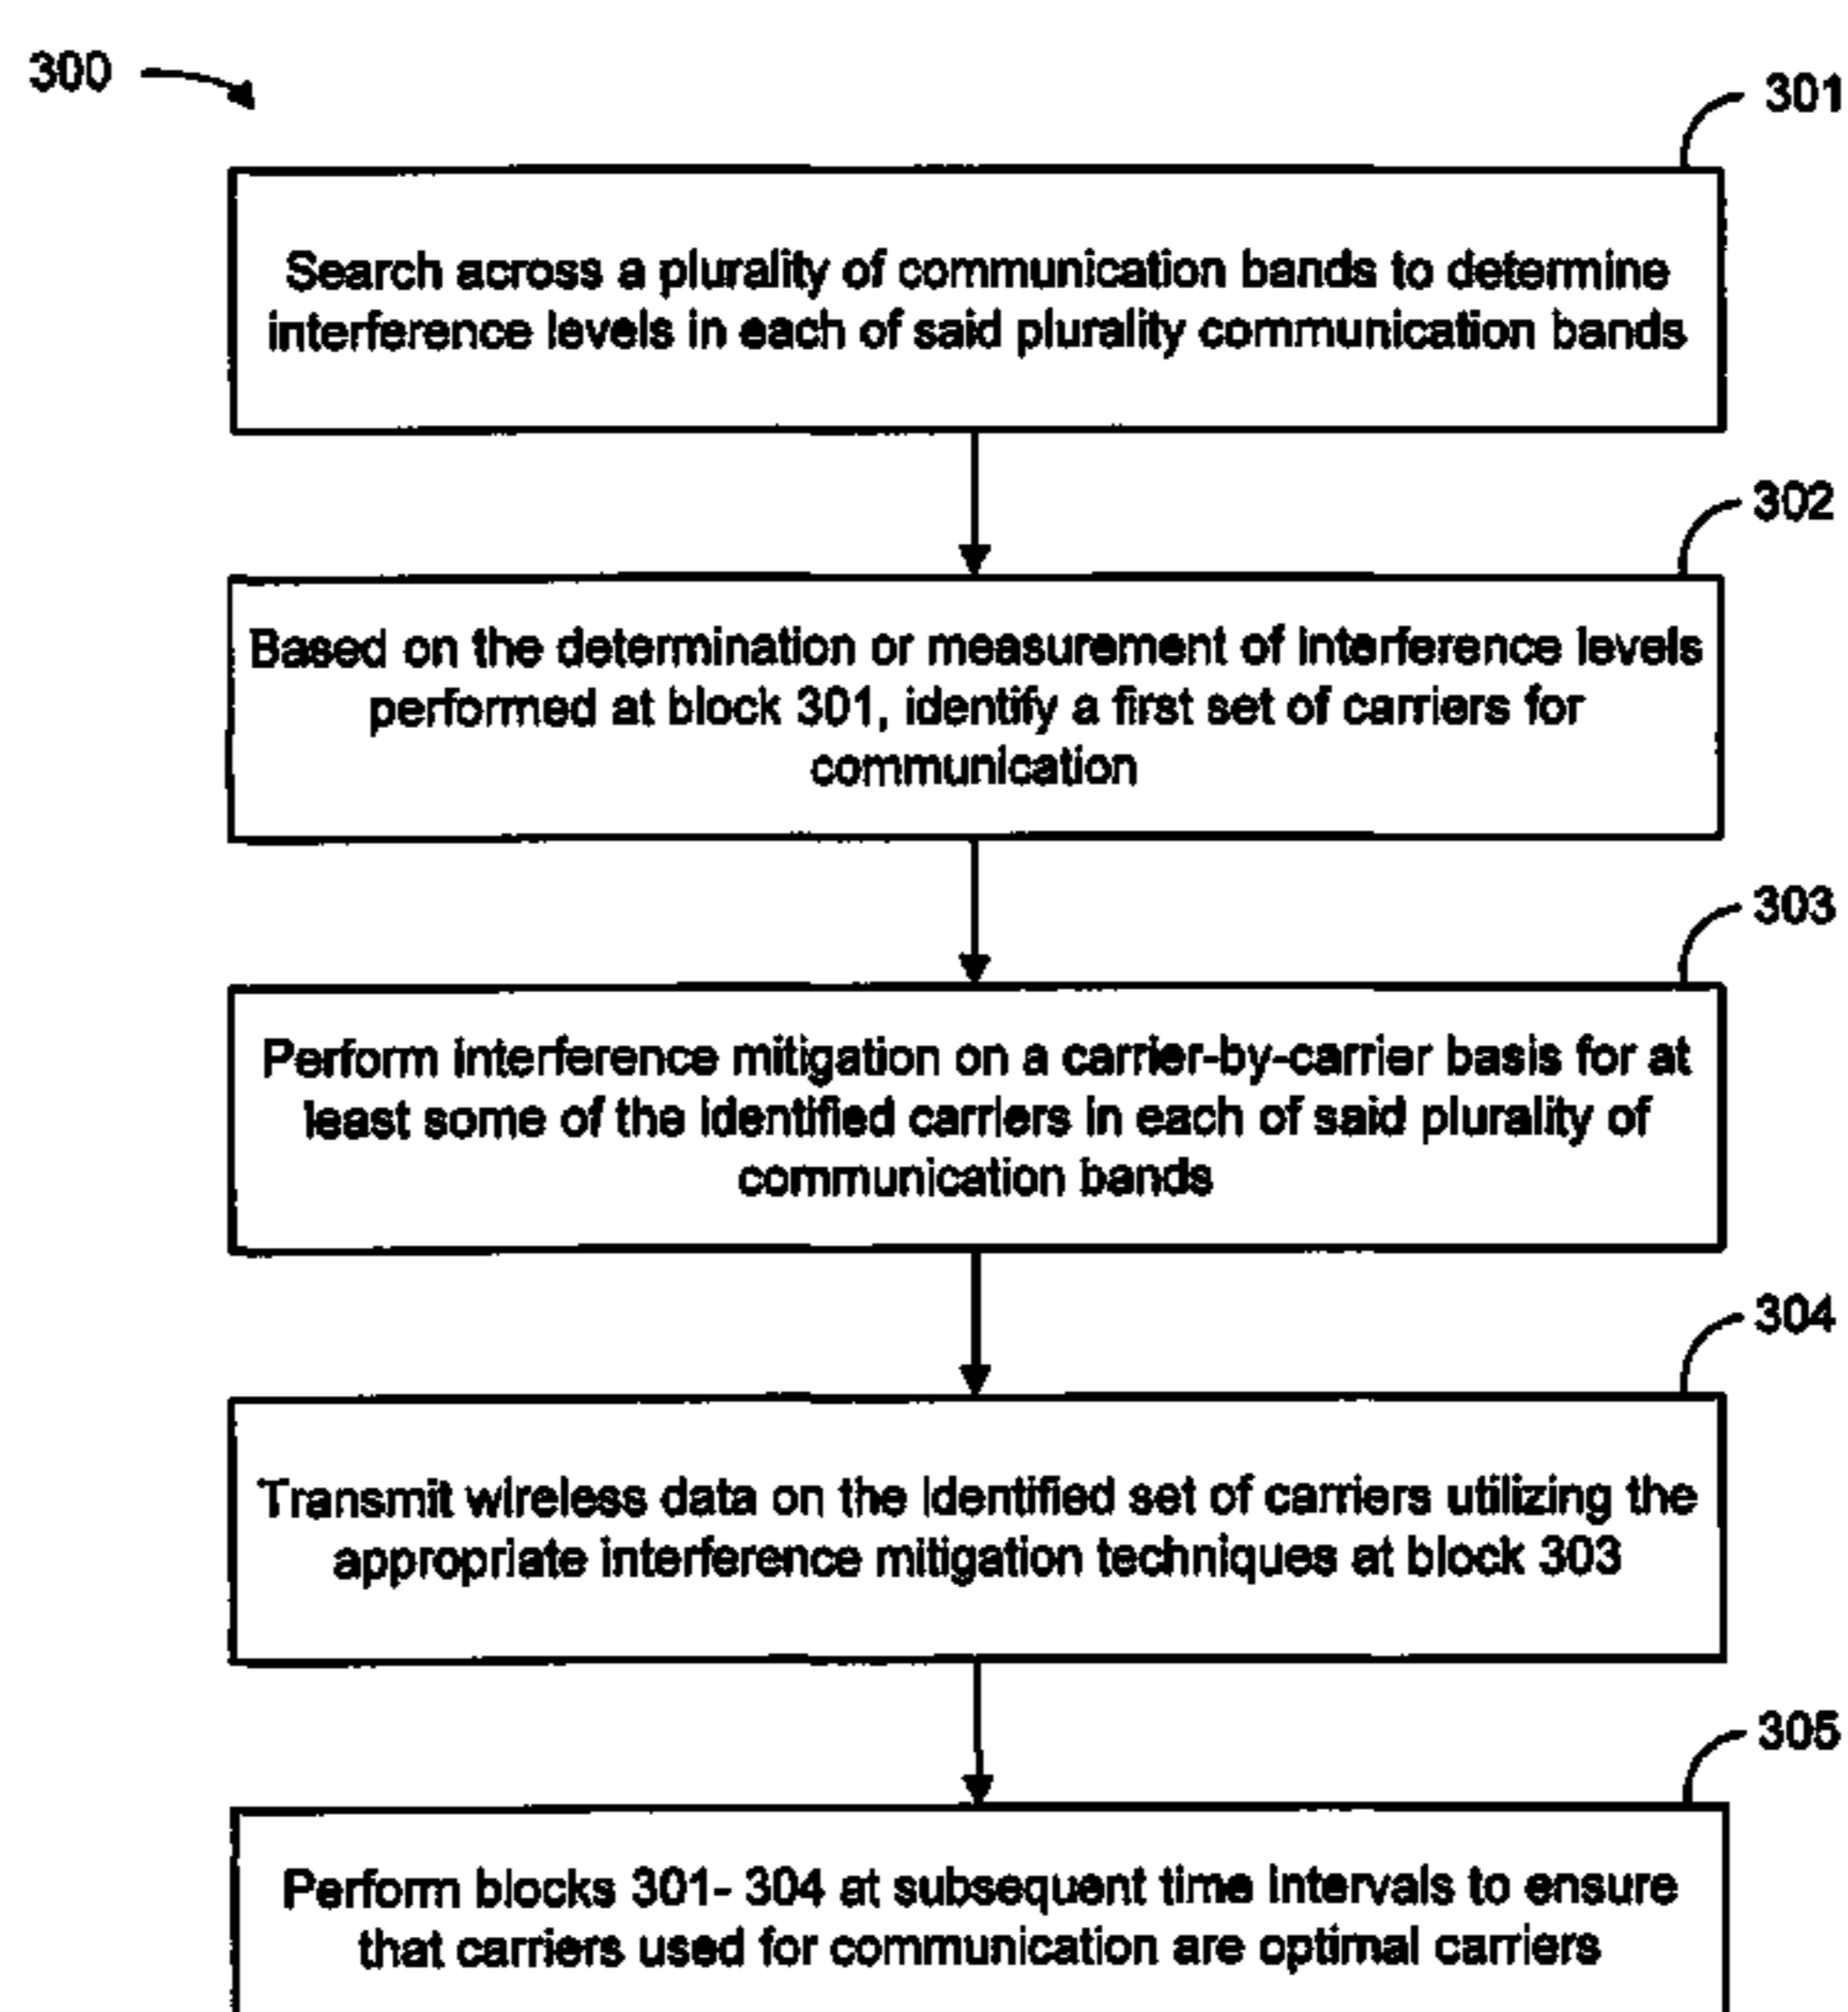 300
301
Search across a plurality of communication bands to determine
interference levels in each of said plurality communication bands
302
Based on the determination or measurement of interference levels
performed at block 301, identify a first set of carriers for
communication
303
Perform interference mitigation on a carrier-by-carrier basis for at
least some of the identified carriers in each of said plurality of
communication bands
304
Transmit wireless data on the identified set of carriers utilizing the
appropriate interference mitigation techniques at block 303
305
Perform blocks 301- 304 at subsequent time intervals to ensure
that carriers used for communication are optimal carriers